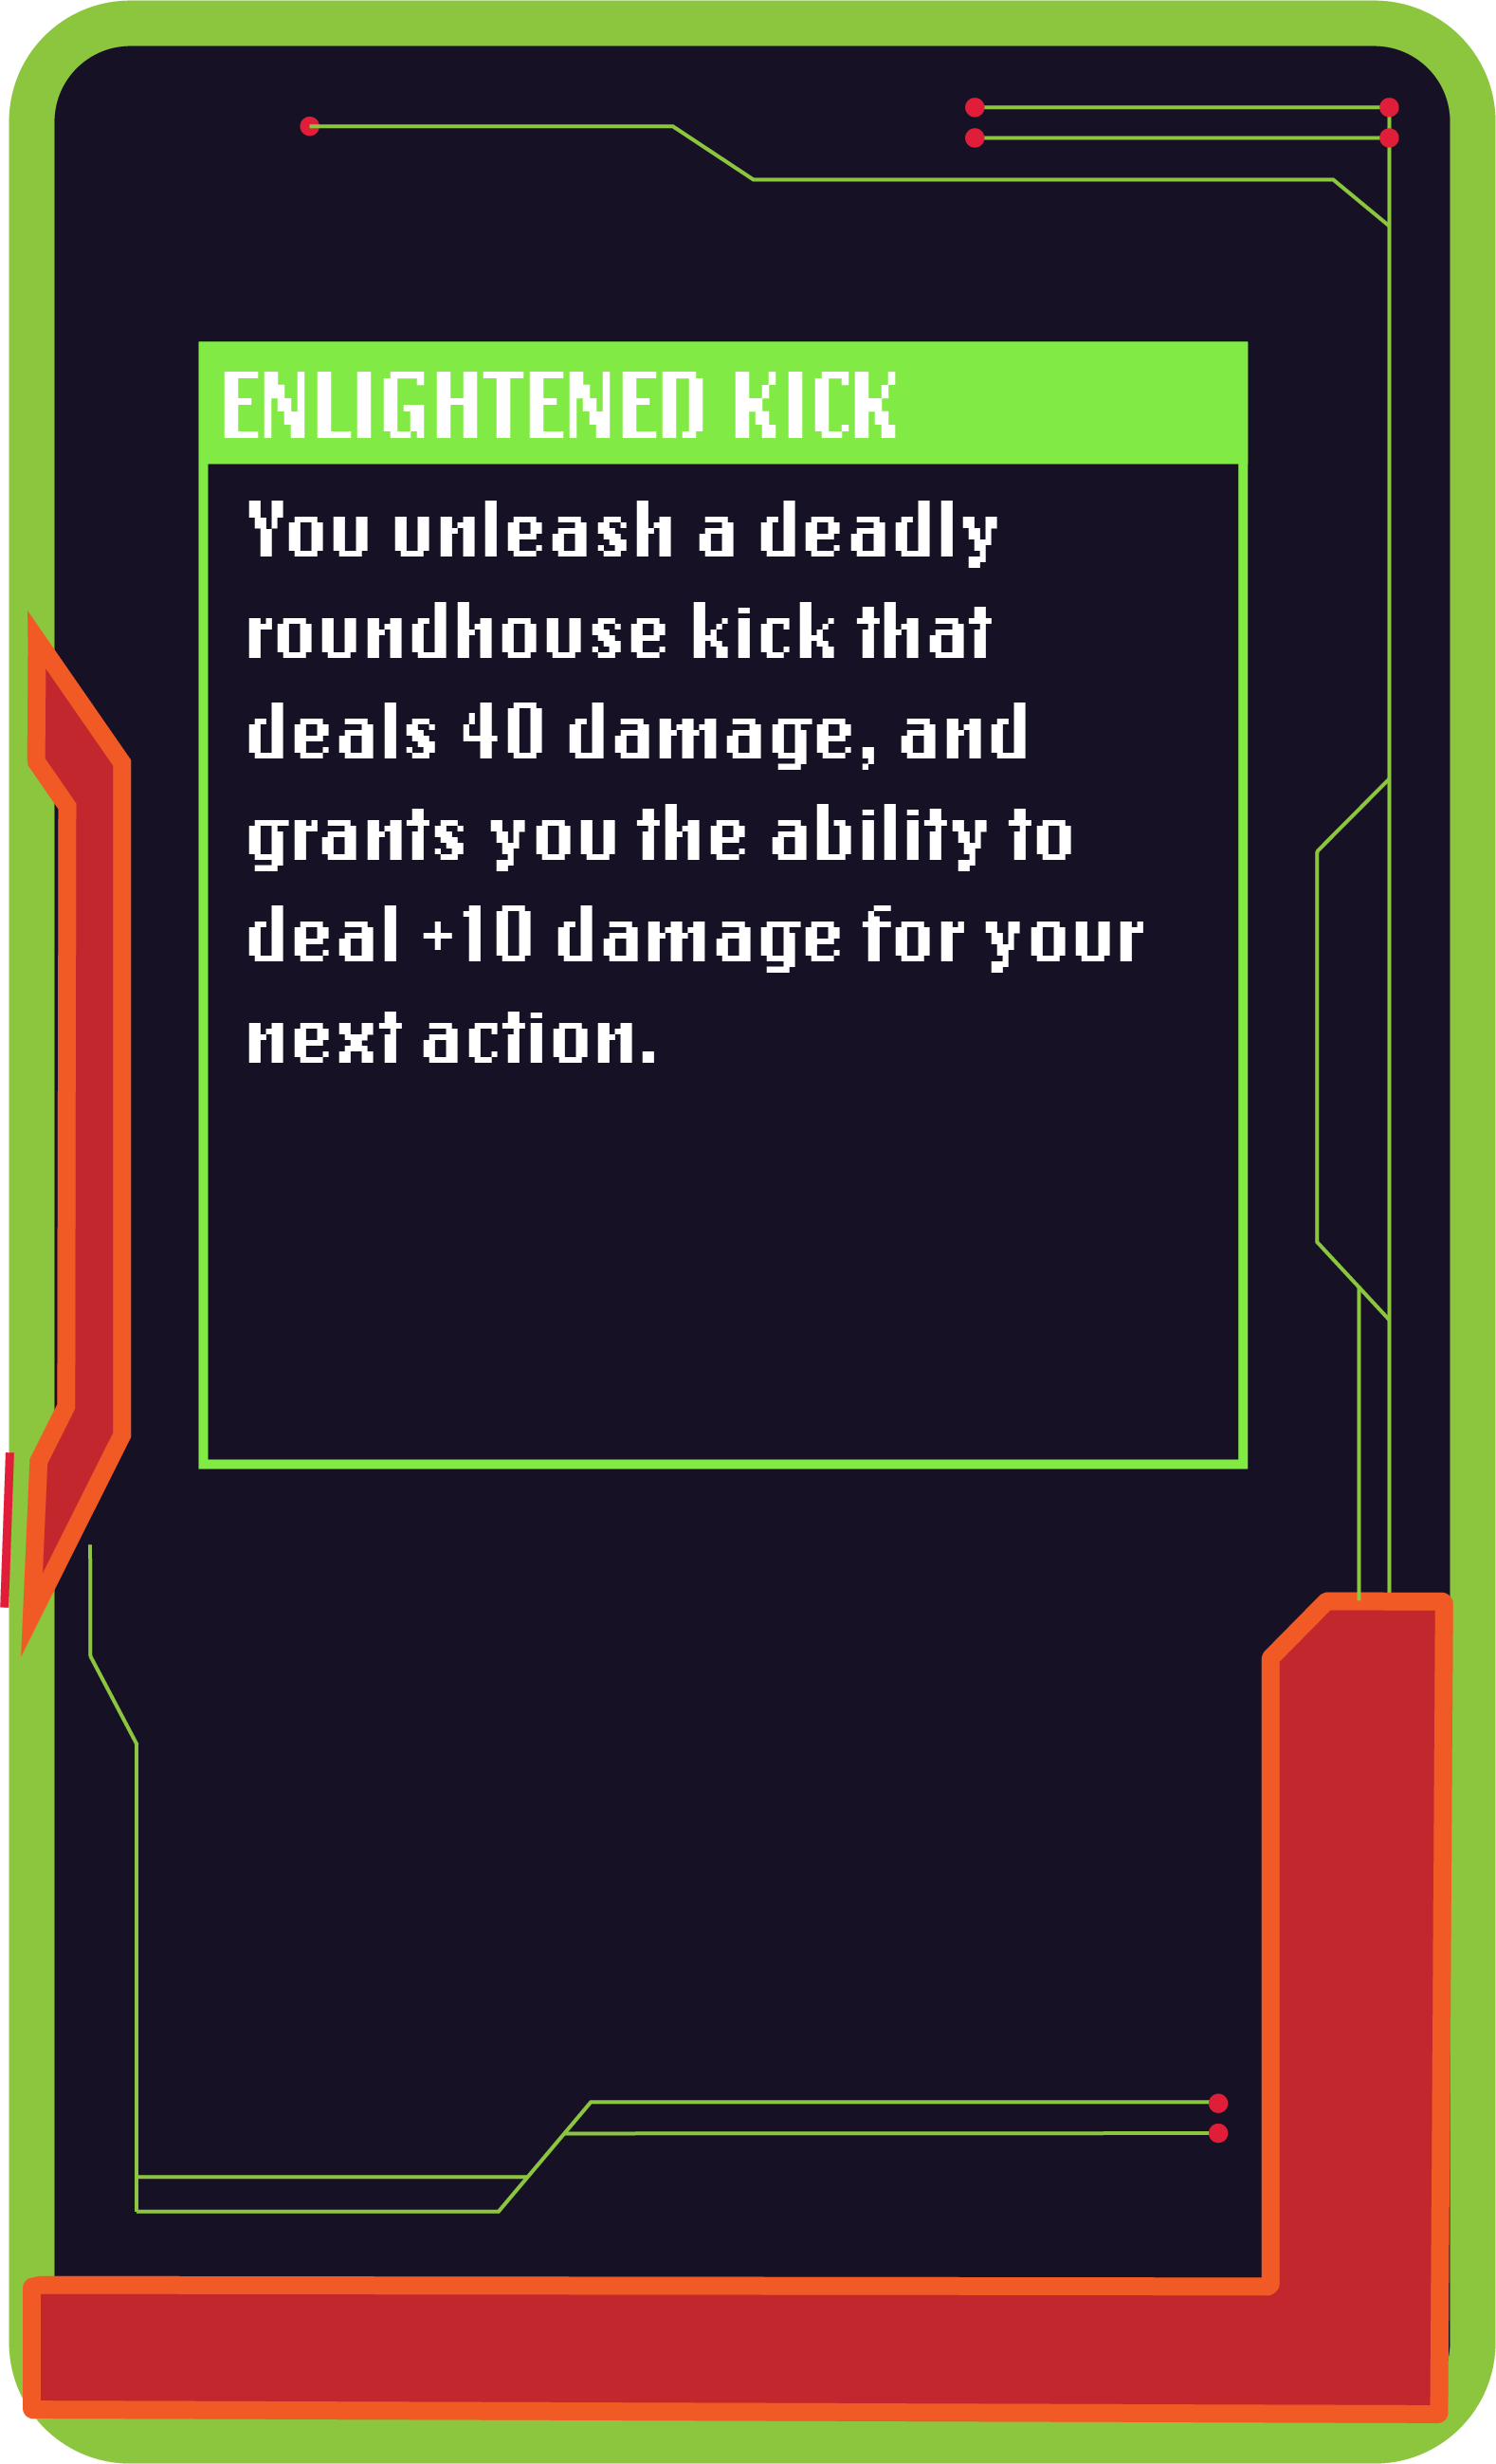 ENLIGHTENED KICK
You unleash a deadly
roundhouse kick that
deals 40 damage, and
grants you the ability to
deal +10 damage for your
next action.